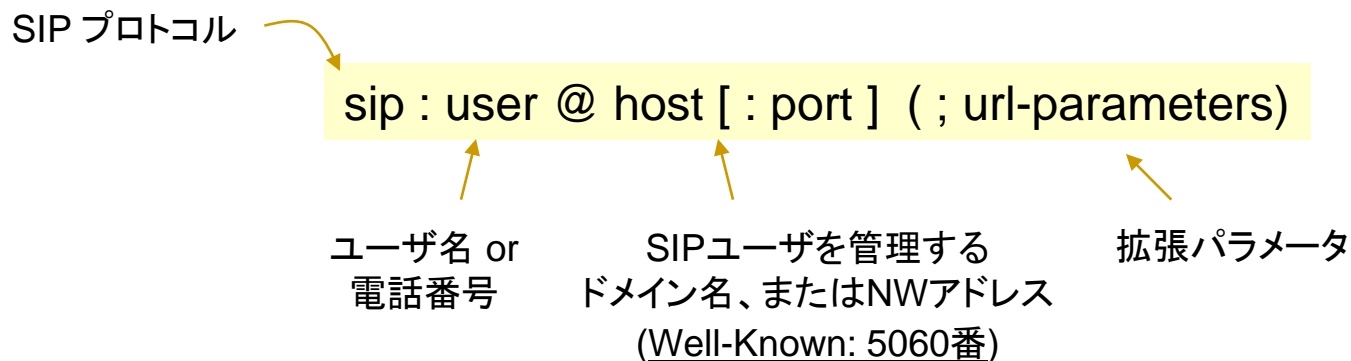 SIP プロトコル
sip : user @ host [ : port ] ( ; url-parameters)
ユーザ名 or
電話番号
SIPユーザを管理する
ドメイン名、またはNWアドレス
(Well-Known: 5060番)
拡張パラメータ